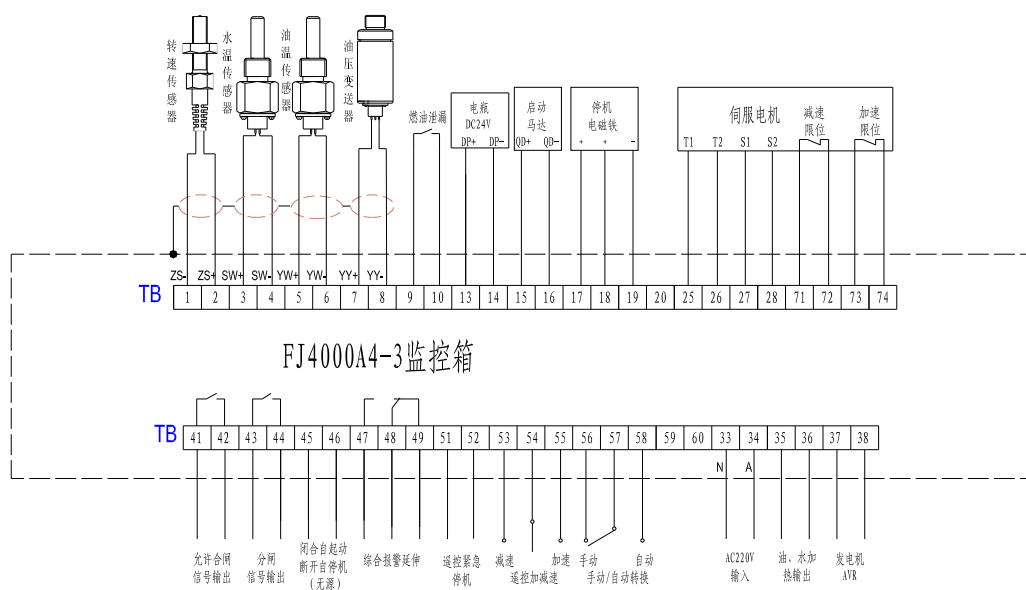 转速传感器
水温传感器
油温传感器
油压变送器
燃油泄漏
电瓶
DC24V
DP+ DP-
启动
马达
QD+ QD-
停机
电磁铁
+ + -
伺服电机
T1 T2 S1 S2
减速
限位
加速
限位
ZS- ZS+ SW+ SW- YW+ YW- YY+ YY-
TB 1 2 3 4 5 6 7 8 9 10 13 14 15 16 17 18 19 20 25 26 27 28 71 72 73 74
FJ4000A4-3监控箱
TB 41 42 43 44 45 46 47 48 49 51 52 53 54 55 56 57 58 59 60 33 34 35 36 37 38
N A
允许合闸
信号输出
分闸
信号输出
闭合自起动
断开自停机
(无源)
综合报警延伸
遥控紧急
停机
减速 加速
遥控加减速
手动 自动
手动/自动转换
AC220V
输入
油、水加
热输出
发电机
AVR